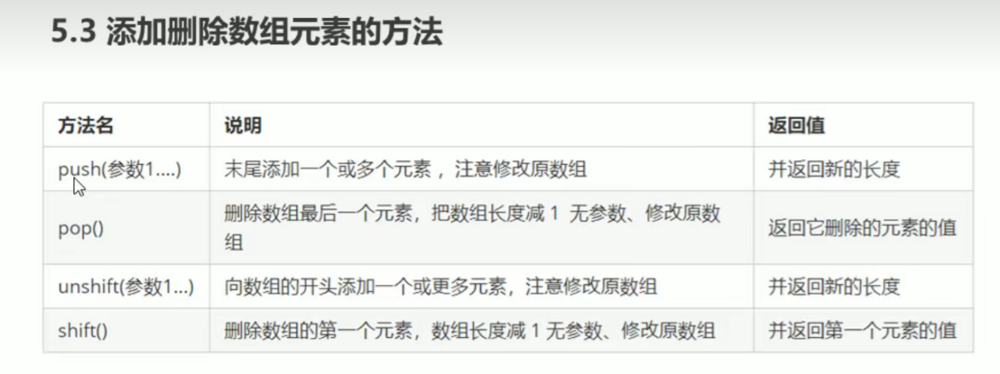 5.3 添加删除数组元素的方法
方法名 说明 返回值
push(参数1....) 末尾添加一个或多个元素 ，注意修改原数组 并返回新的长度
pop() 删除数组最后一个元素，把数组长度减 1 无参数、修改原数
组 返回它删除的元素的值
unshift(参数1...) 向数组的开头添加一个或更多元素，注意修改原数组 并返回新的长度
shift() 删除数组的第一个元素，数组长度减 1 无参数、修改原数组 并返回第一个元素的值